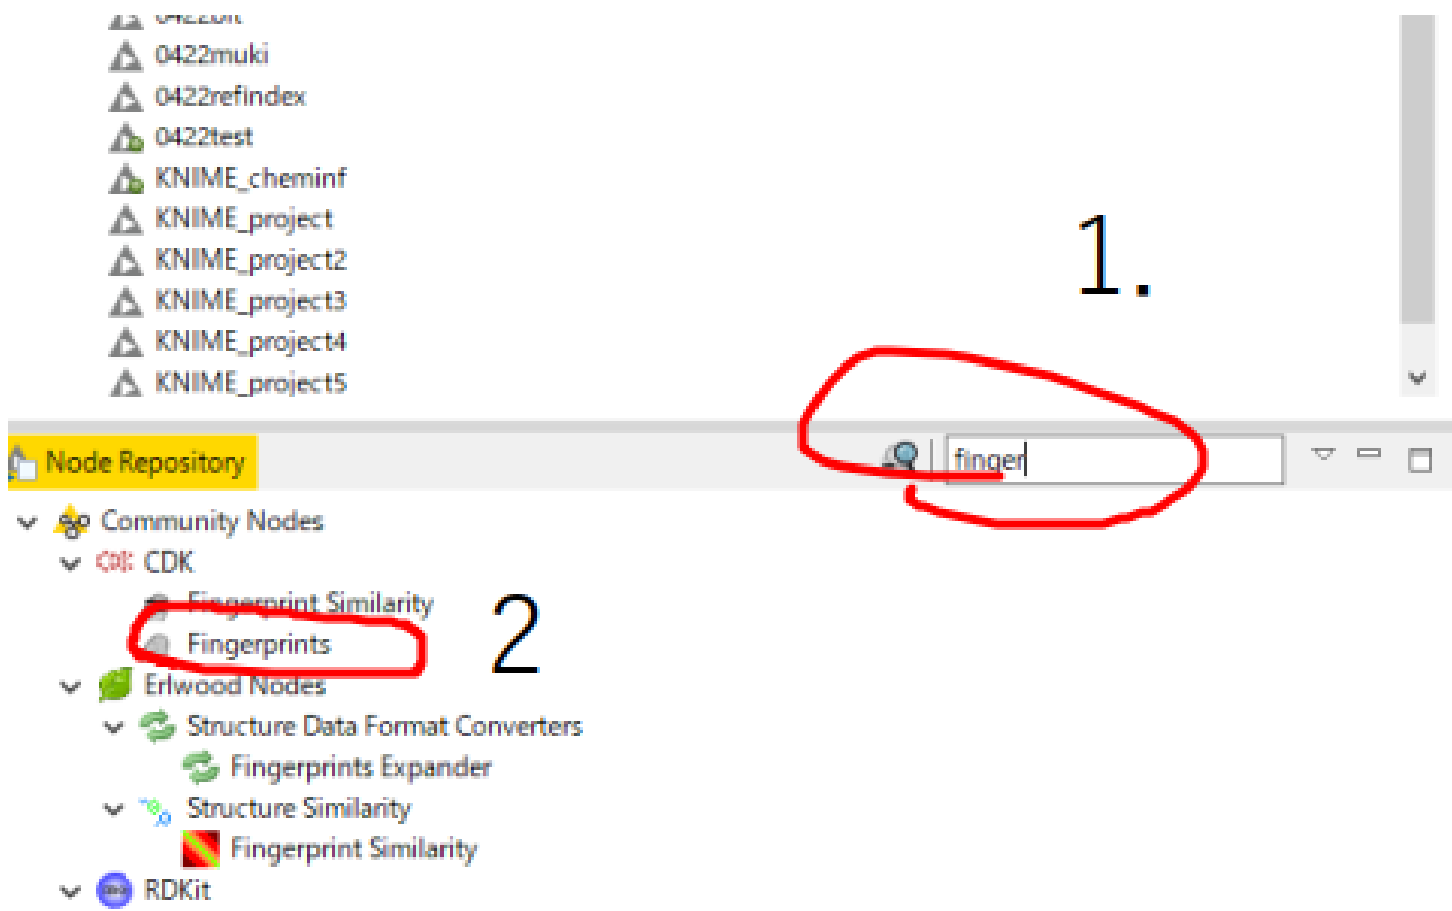 0422bit
0422muki
0422refindex
0422test
KNIME_cheminf
KNIME_project
KNIME_project2
KNIME_project3
KNIME_project4
KNIME_project5
1.
Node Repository
finger
Community Nodes
CDK
Fingerprint Similarity
Fingerprints
2
Erlwood Nodes
Structure Data Format Converters
Fingerprints Expander
Structure Similarity
Fingerprint Similarity
RDKit